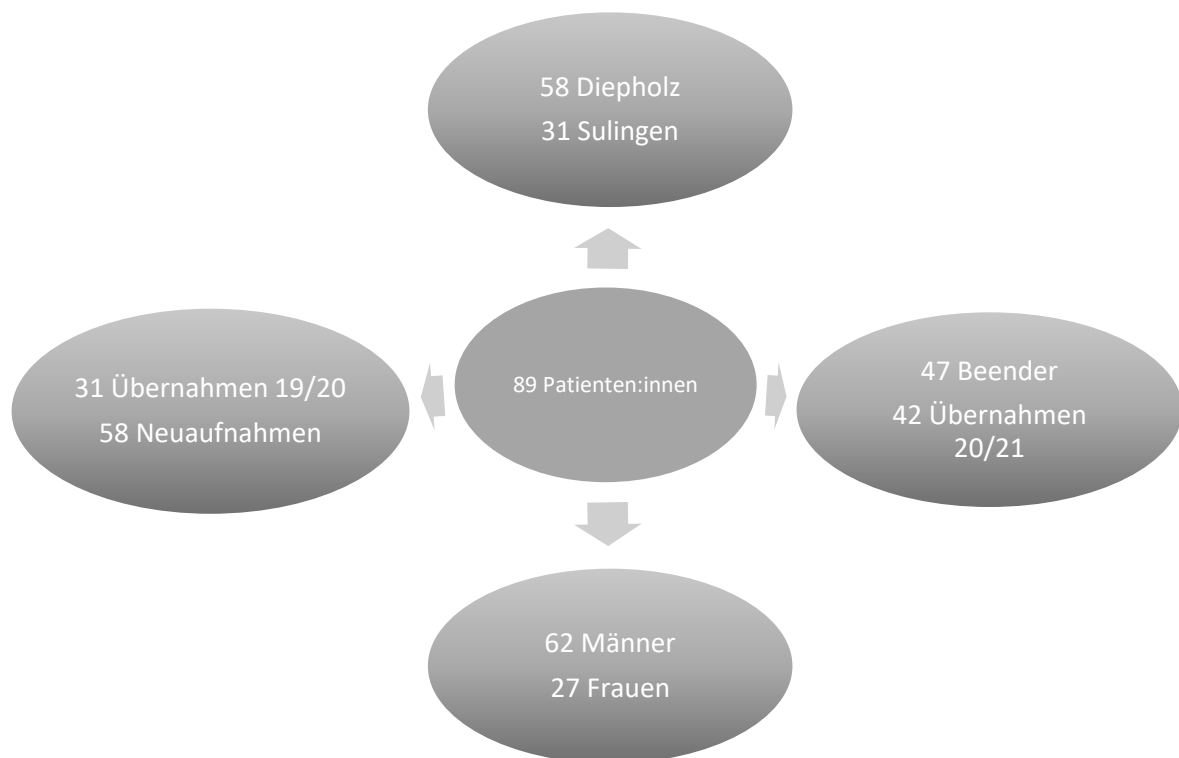 58 Diepholz
31 Sulingen
31 Übernahmen 19/20
58 Neuaufnahmen
89 Patienten:innen
47 Beender
42 Übernahmen
20/21
62 Männer
27 Frauen